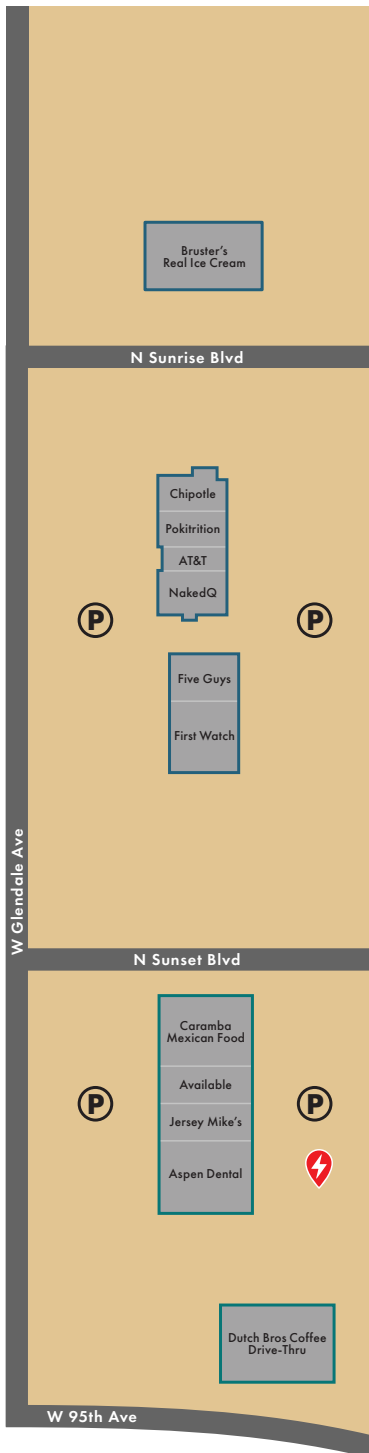 Bruster's
Real Ice Cream
N Sunrise Blvd
Chipotle
Pokitrition
AT&T
NakedQ
P
P
Five Guys
First Watch
W Glendale Ave
N Sunset Blvd
Caramba
Mexican Food
Available
P
P
Jersey Mike's
Aspen Dental
Dutch Bros Coffee
Drive-Thru
W 95th Ave